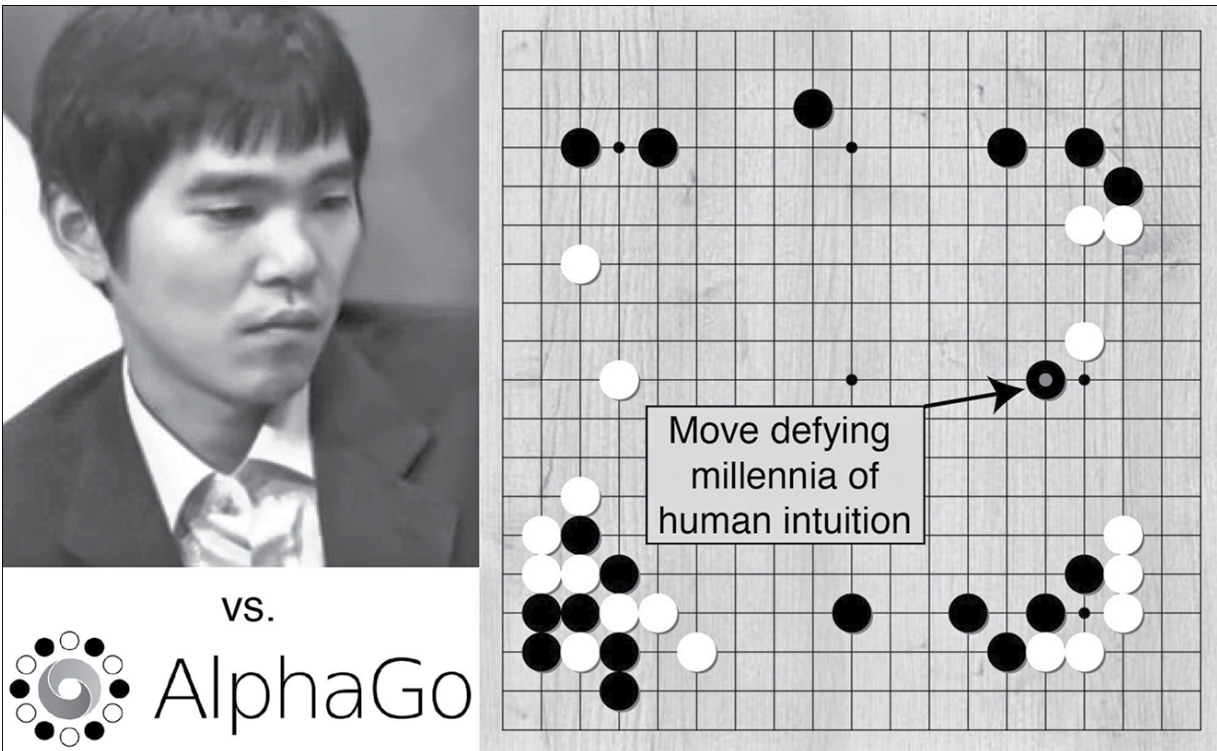 vs.
AlphaGo
Move defying
millennia of
human intuition